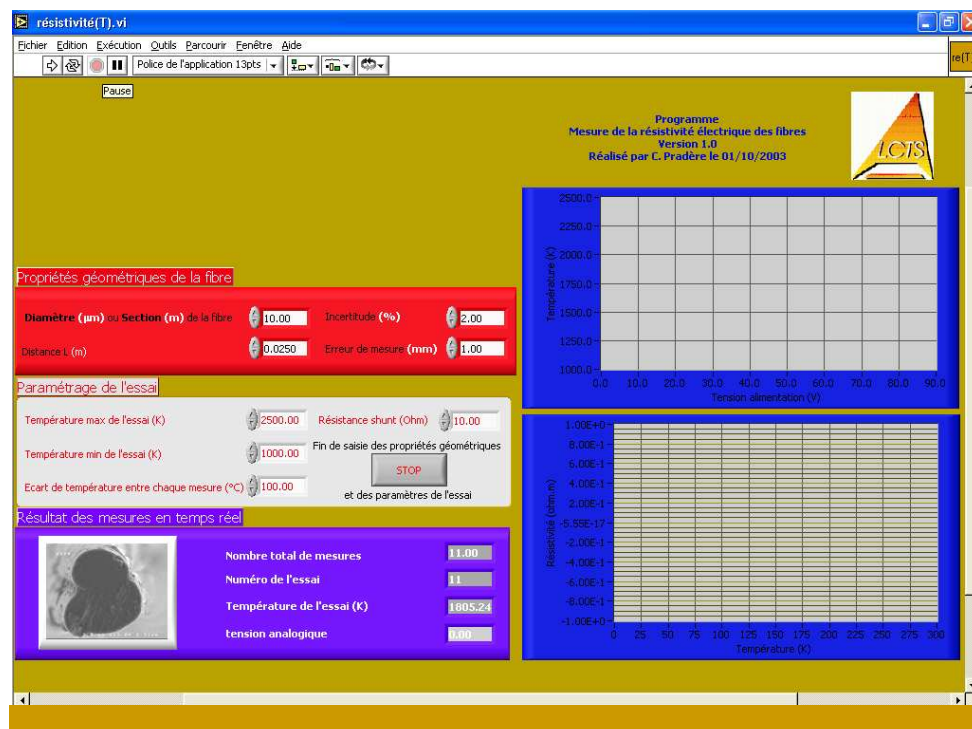 résistivité(T).vi
Fichier Edition Exécution Outils Parcourir Fenêtre Aide
Police de l'application 13pts
re(T
Pause
Programme
Mesure de la résistivité électrique des fibres
Version 1.0
Réalisé par C. Pradère le 01/10/2003
LCTS
Propriétés géométriques de la fibre
Diamètre (µm) ou Section (m) de la fibre 10.00 Incertitude (%) 2.00
Distance L (m) 0.0250 Erreur de mesure (mm) 1.00
Paramétrage de l'essai
Température max de l'essai (K) 2500.00 Résistance shunt (Ohm) 10.00
Température min de l'essai (K) 1000.00 Fin de saisie des propriétés géométriques
STOP
Ecart de température entre chaque mesure (°C) 100.00 et des paramètres de l'essai
Résultat des mesures en temps réel
Nombre total de mesures 11.00
Numéro de l'essai 11
Température de l'essai (K) 1805.24
tension analogique 0.00
Température (K)
2500.0
2250.0
2000.0
1750.0
1500.0
1250.0
1000.0
0.0 10.0 20.0 30.0 40.0 50.0 60.0 70.0 80.0 90.0
Tension alimentation (V)
Résistivité (ohm.m)
1.00E+0
8.00E-1
6.00E-1
4.00E-1
2.00E-1
-5.55E-17
-2.00E-1
-4.00E-1
-6.00E-1
-8.00E-1
-1.00E+0
0 25 50 75 100 125 150 175 200 225 250 275 300
Température (K)